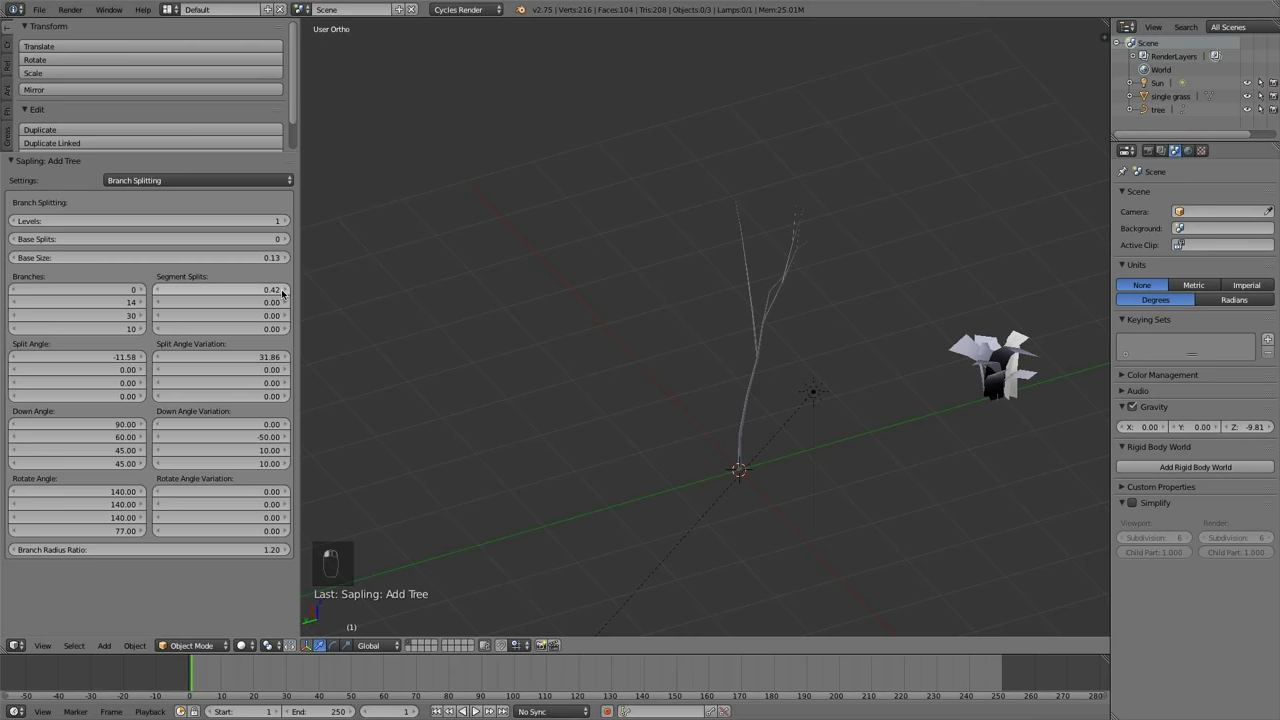 File Render Window Help Default Scene Cycles Render v2.75 | Verts:216 | Faces:104 | Tris:208 | Objects:0/3 | Lamps:0/1 | Mem:25.01M
Transform
Translate
Rotate
Scale
Mirror
Edit
Duplicate
Duplicate Linked
Sapling: Add Tree
Settings: Branch Splitting
Branch Splitting:
Levels: 1
Base Splits: 0
Base Size: 0.13
Branches: Segment Splits:
0 0.42
14 0.00
30 0.00
10 0.00
Split Angle: Split Angle Variation:
-11.58 31.86
0.00 0.00
0.00 0.00
0.00 0.00
Down Angle: Down Angle Variation:
90.00 0.00
60.00 -50.00
45.00 10.00
45.00 10.00
Rotate Angle: Rotate Angle Variation:
140.00 0.00
140.00 0.00
140.00 0.00
77.00 0.00
Branch Radius Ratio: 1.20
User Ortho
Last: Sapling: Add Tree
(1)
View Select Add Object Object Mode Global
View Search All Scenes
Scene
RenderLayers
World
Sun
single grass
tree
Scene
Scene
Camera:
Background:
Active Clip:
Units
None Metric Imperial
Degrees Radians
Keying Sets
Color Management
Audio
Gravity
X: 0.00 Y: 0.00 Z: -9.81
Rigid Body World
Add Rigid Body World
Custom Properties
Simplify
Viewport: Render:
Subdivision: 6 Subdivision: 6
Child Part: 1.000 Child Part: 1.000
-50 -40 -30 -20 -10 0 10 20 30 40 50 60 70 80 90 100 110 120 130 140 150 160 170 180 190 200 210 220 230 240 250 260 270 280
View Marker Frame Playback Start: 1 End: 250 1 No Sync